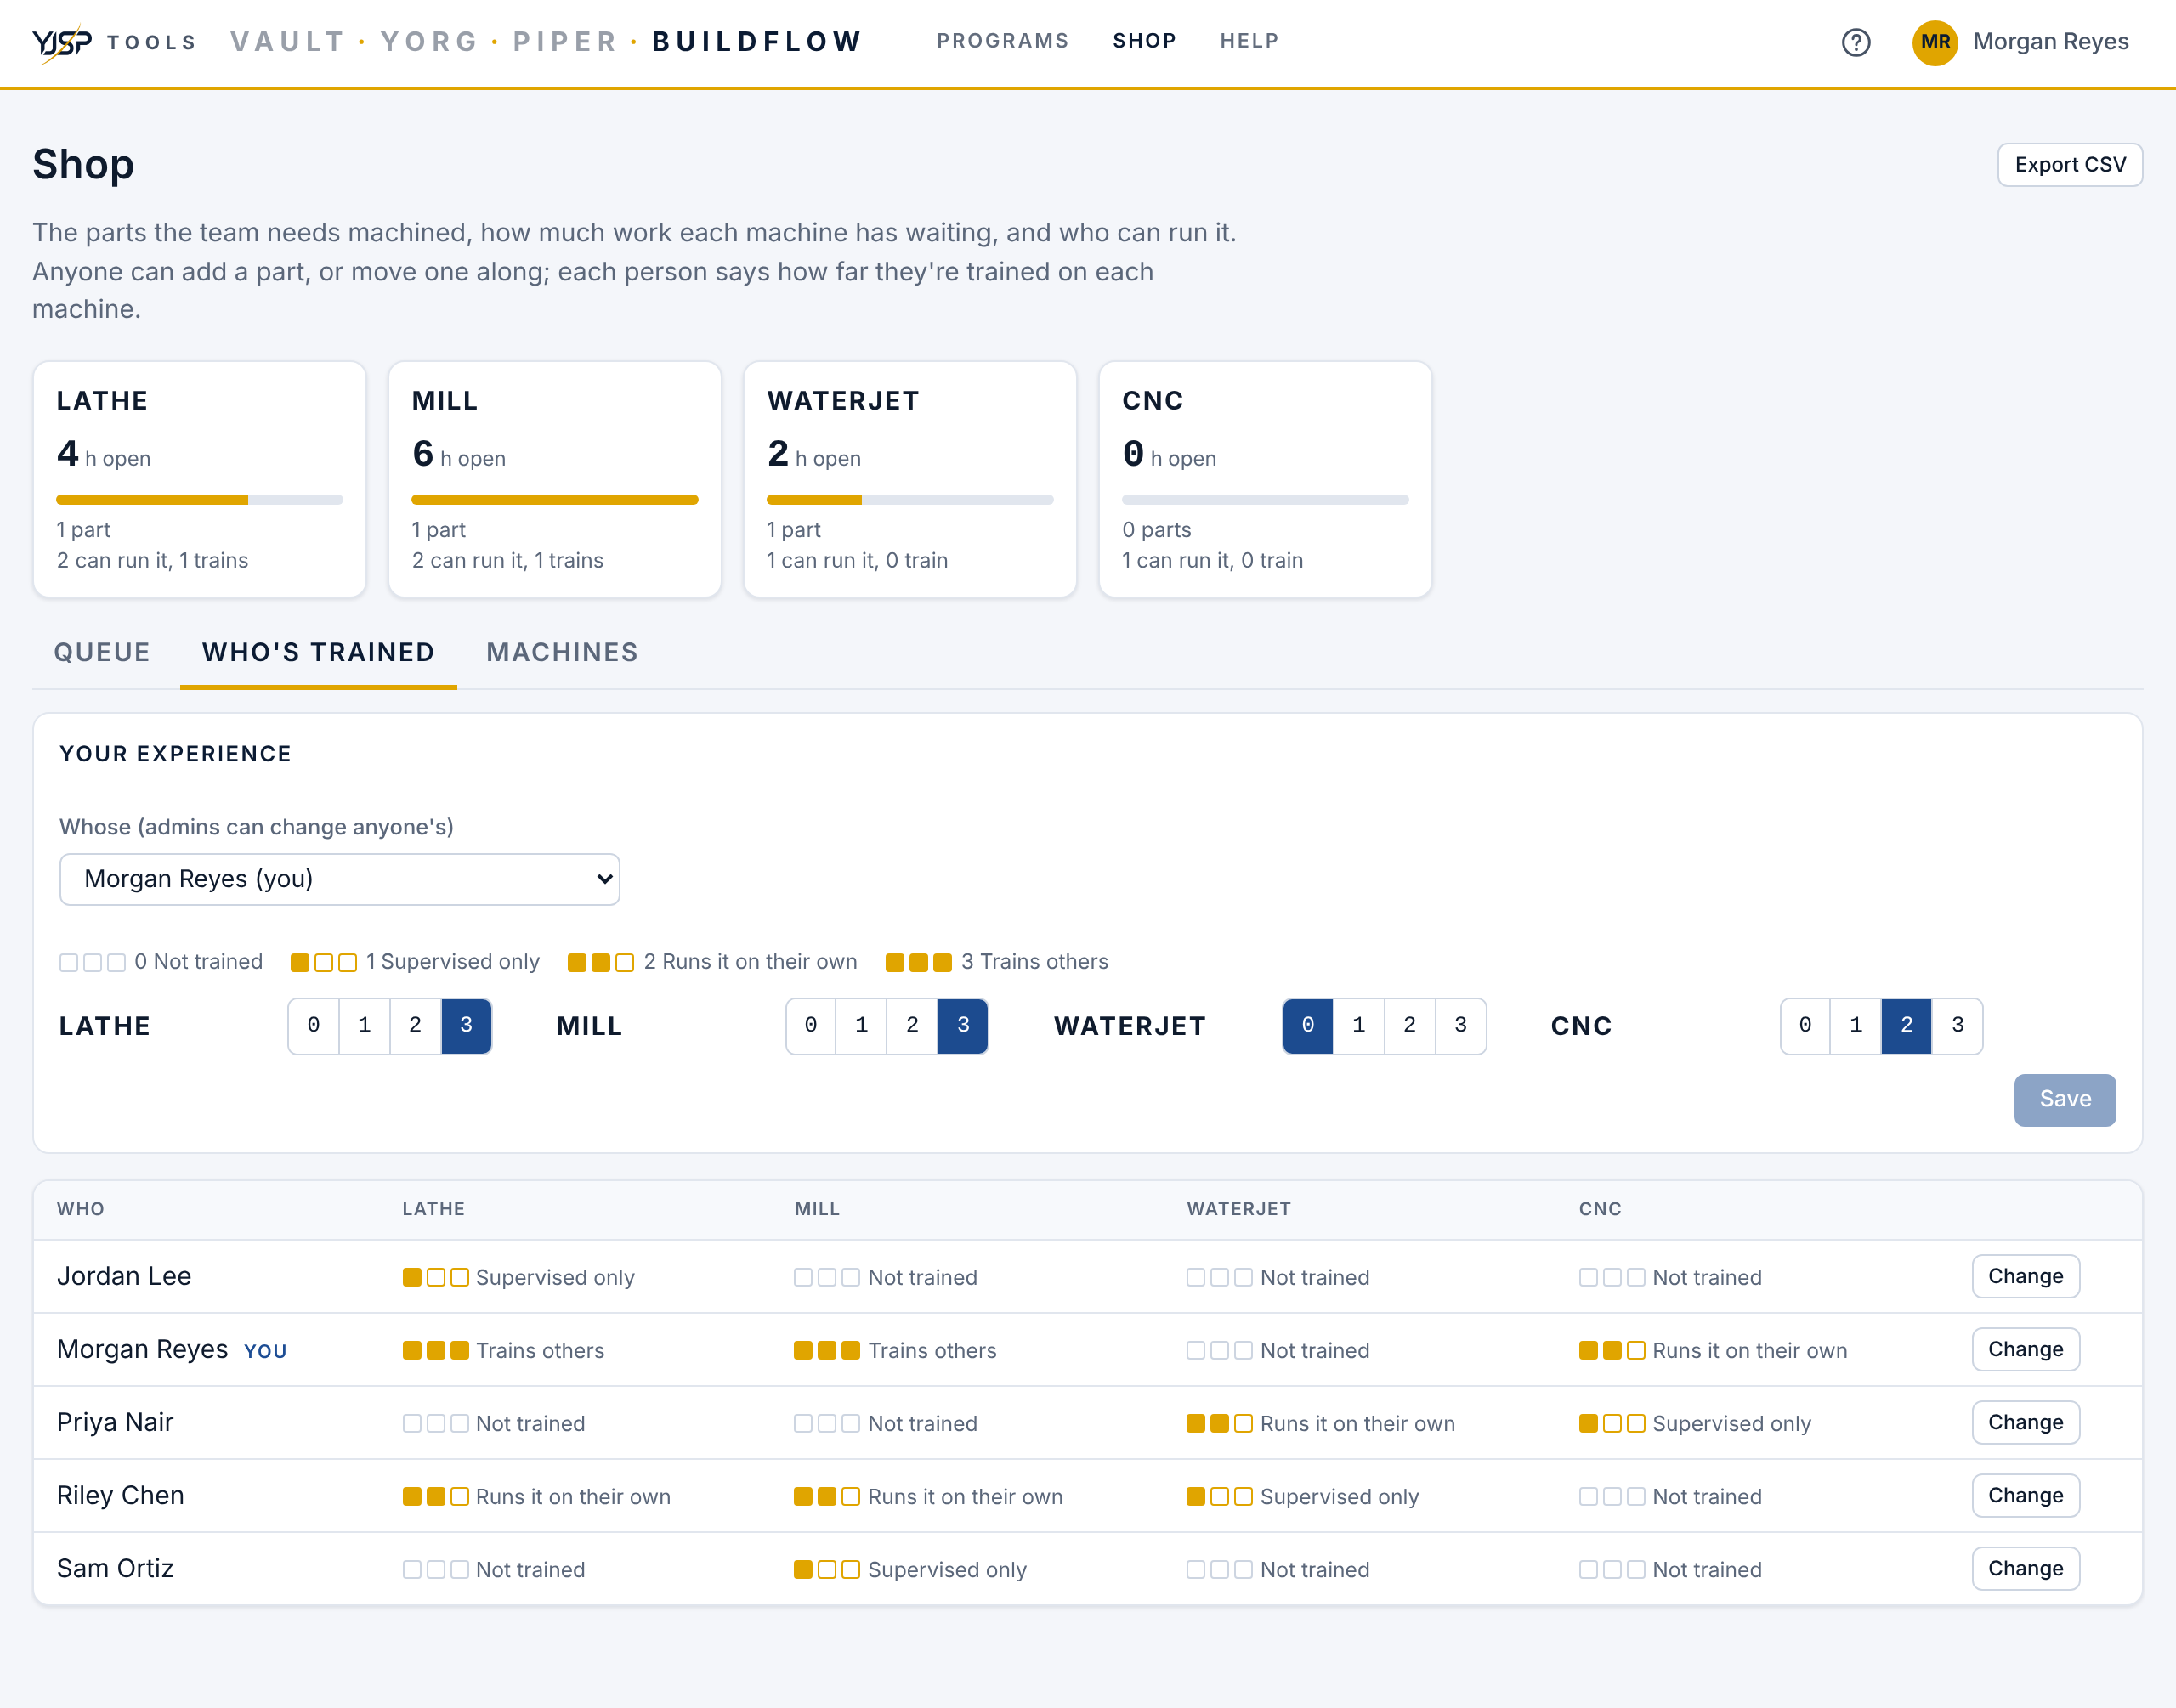 YJSP TOOLS VAULT · YORG · PIPER · BUILDFLOW PROGRAMS SHOP HELP ? MR Morgan Reyes
Shop
Export CSV
The parts the team needs machined, how much work each machine has waiting, and who can run it.
Anyone can add a part, or move one along; each person says how far they're trained on each
machine.
LATHE
4 h open
1 part
2 can run it, 1 trains
MILL
6 h open
1 part
2 can run it, 1 trains
WATERJET
2 h open
1 part
1 can run it, 0 train
CNC
0 h open
0 parts
1 can run it, 0 train
QUEUE WHO'S TRAINED MACHINES
YOUR EXPERIENCE
Whose (admins can change anyone's)
Morgan Reyes (you)
0 Not trained 1 Supervised only 2 Runs it on their own 3 Trains others
LATHE 0 1 2 3 MILL 0 1 2 3 WATERJET 0 1 2 3 CNC 0 1 2 3
Save
WHO LATHE MILL WATERJET CNC
Jordan Lee Supervised only Not trained Not trained Not trained Change
Morgan Reyes YOU Trains others Trains others Not trained Runs it on their own Change
Priya Nair Not trained Not trained Runs it on their own Supervised only Change
Riley Chen Runs it on their own Runs it on their own Supervised only Not trained Change
Sam Ortiz Not trained Supervised only Not trained Not trained Change